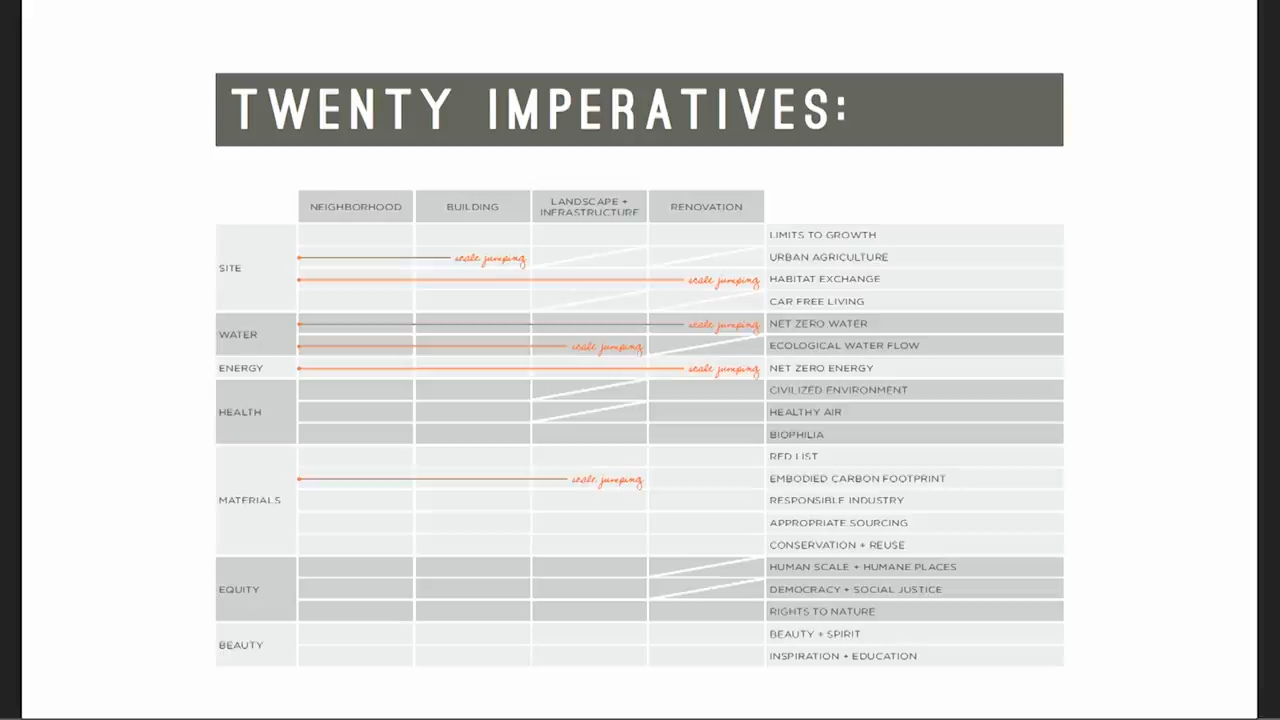 TWENTY IMPERATIVES:
NEIGHBORHOOD
BUILDING
LANDSCAPE +
INFRASTRUCTURE
RENOVATION
SITE
LIMITS TO GROWTH
scale jumping
URBAN AGRICULTURE
scale jumping
HABITAT EXCHANGE
CAR FREE LIVING
WATER
scale jumping
NET ZERO WATER
scale jumping
ECOLOGICAL WATER FLOW
ENERGY
scale jumping
NET ZERO ENERGY
HEALTH
CIVILIZED ENVIRONMENT
HEALTHY AIR
BIOPHILIA
MATERIALS
RED LIST
scale jumping
EMBODIED CARBON FOOTPRINT
RESPONSIBLE INDUSTRY
APPROPRIATE SOURCING
CONSERVATION + REUSE
EQUITY
HUMAN SCALE + HUMANE PLACES
DEMOCRACY + SOCIAL JUSTICE
RIGHTS TO NATURE
BEAUTY
BEAUTY + SPIRIT
INSPIRATION + EDUCATION